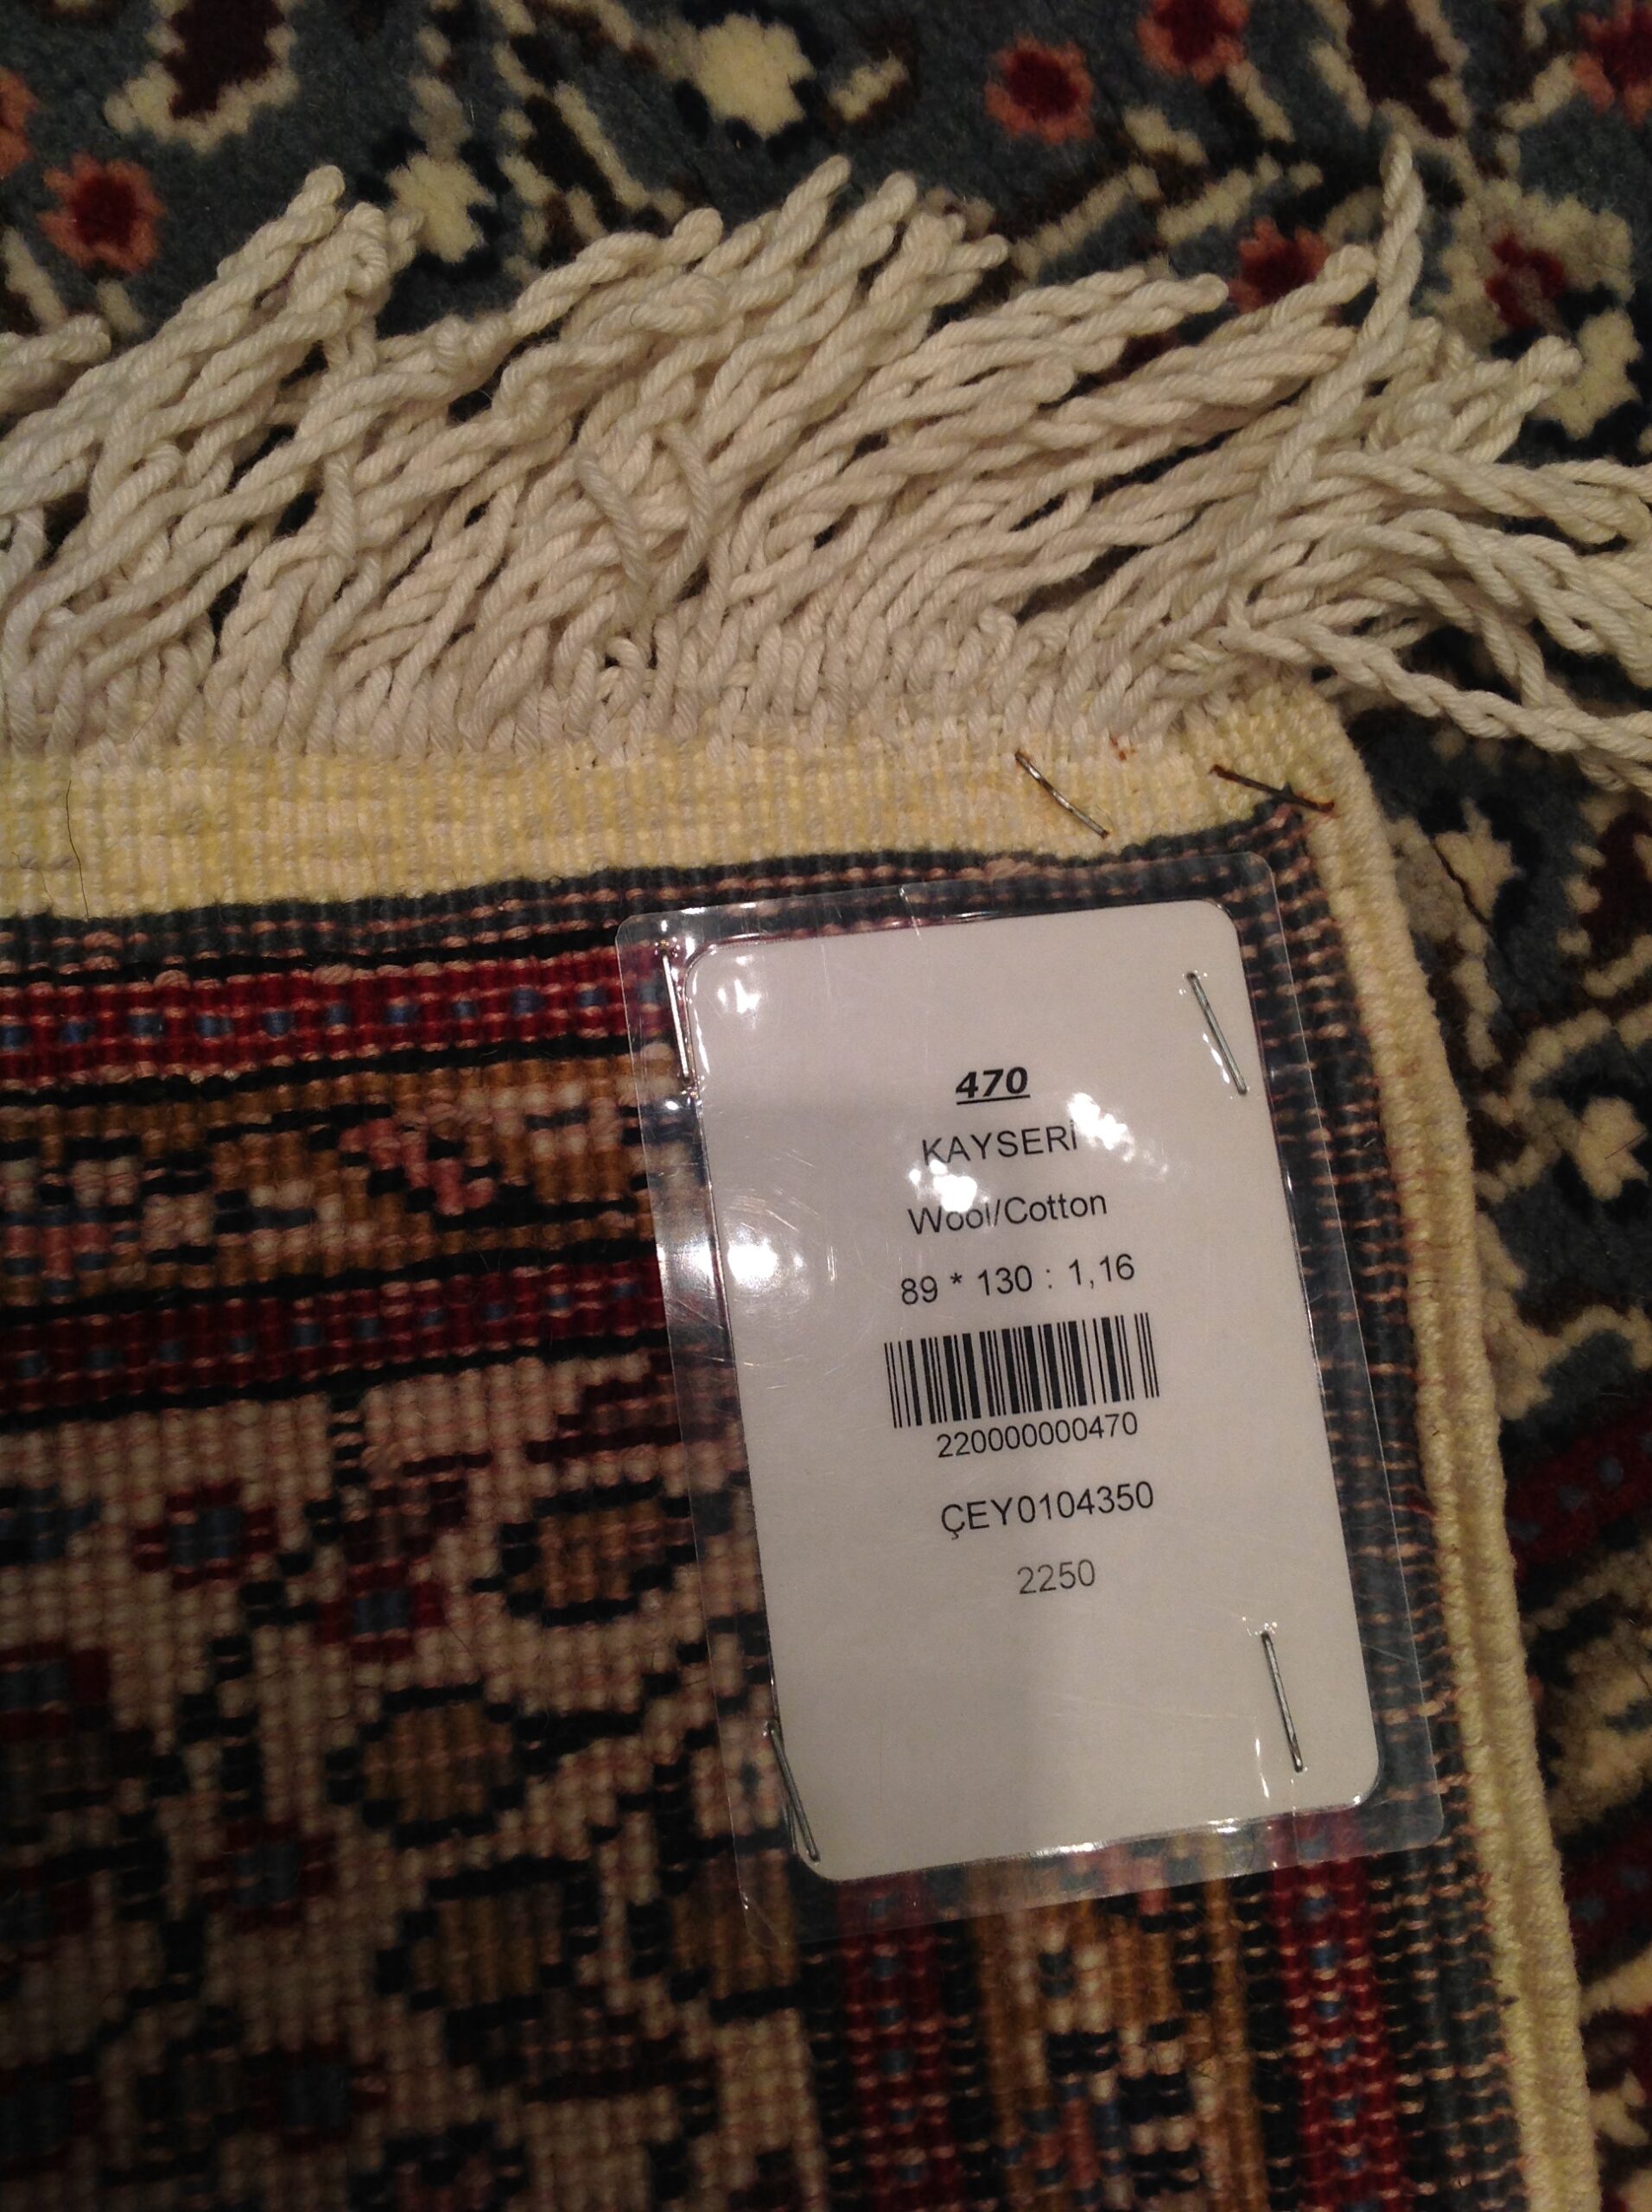 470
KAYSERİ
Wool/Cotton
89 * 130 : 1,16
220000000470
ÇEY0104350
2250